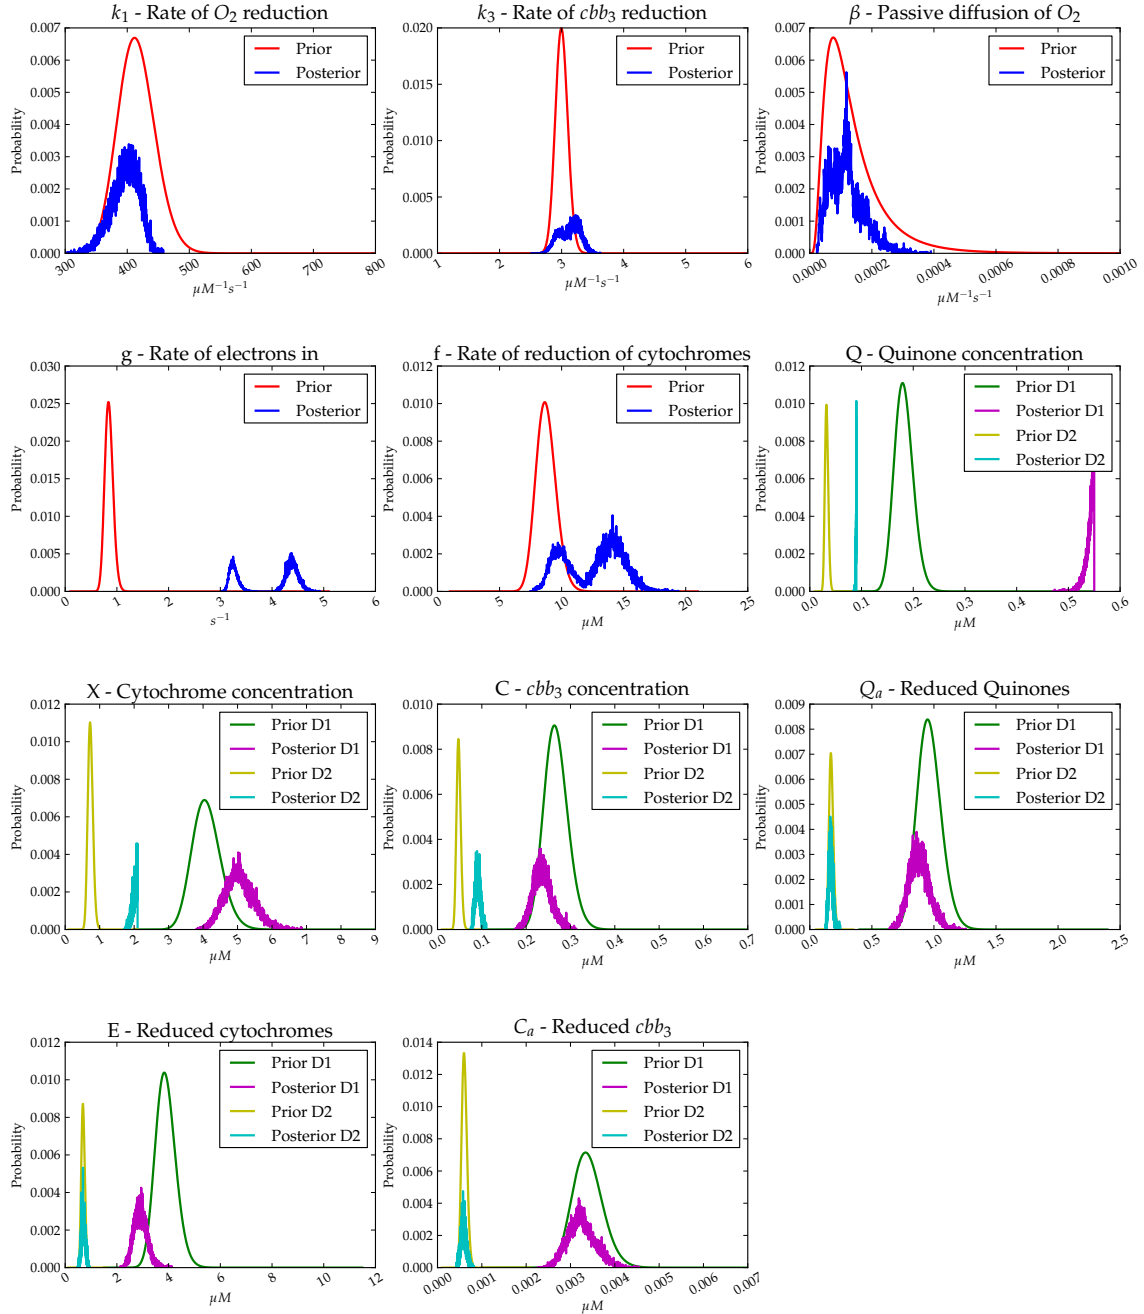 k₁ - Rate of O₂ reduction
0.007
0.006
0.005
0.004
0.003
0.002
0.001
0.000
Probability
Prior
Posterior
300 400 500 600 700 800
μM⁻¹s⁻¹
k₃ - Rate of cbb₃ reduction
0.020
0.015
0.010
0.005
0.000
Probability
Prior
Posterior
1 2 3 4 5 6
μM⁻¹s⁻¹
β - Passive diffusion of O₂
0.007
0.006
0.005
0.004
0.003
0.002
0.001
0.000
Probability
Prior
Posterior
0.0000 0.0002 0.0004 0.0006 0.0008 0.0010
μM⁻¹s⁻¹
g - Rate of electrons in
0.030
0.025
0.020
0.015
0.010
0.005
0.000
Probability
Prior
Posterior
0 1 2 3 4 5 6
s⁻¹
f - Rate of reduction of cytochromes
0.012
0.010
0.008
0.006
0.004
0.002
0.000
Probability
Prior
Posterior
0 5 10 15 20 25
μM
Q - Quinone concentration
0.012
0.010
0.008
0.006
0.004
0.002
0.000
Probability
Prior D1
Posterior D1
Prior D2
Posterior D2
0.0 0.1 0.2 0.3 0.4 0.5 0.6
μM
X - Cytochrome concentration
0.012
0.010
0.008
0.006
0.004
0.002
0.000
Probability
Prior D1
Posterior D1
Prior D2
Posterior D2
0 1 2 3 4 5 6 7 8 9
μM
C - cbb₃ concentration
0.010
0.008
0.006
0.004
0.002
0.000
Probability
Prior D1
Posterior D1
Prior D2
Posterior D2
0.0 0.1 0.2 0.3 0.4 0.5 0.6 0.7
μM
Qₐ - Reduced Quinones
0.009
0.008
0.007
0.006
0.005
0.004
0.003
0.002
0.001
0.000
Probability
Prior D1
Posterior D1
Prior D2
Posterior D2
0.0 0.5 1.0 1.5 2.0 2.5
μM
E - Reduced cytochromes
0.012
0.010
0.008
0.006
0.004
0.002
0.000
Probability
Prior D1
Posterior D1
Prior D2
Posterior D2
0 2 4 6 8 10 12
μM
Cₐ - Reduced cbb₃
0.014
0.012
0.010
0.008
0.006
0.004
0.002
0.000
Probability
Prior D1
Posterior D1
Prior D2
Posterior D2
0.000 0.001 0.002 0.003 0.004 0.005 0.006 0.007
μM